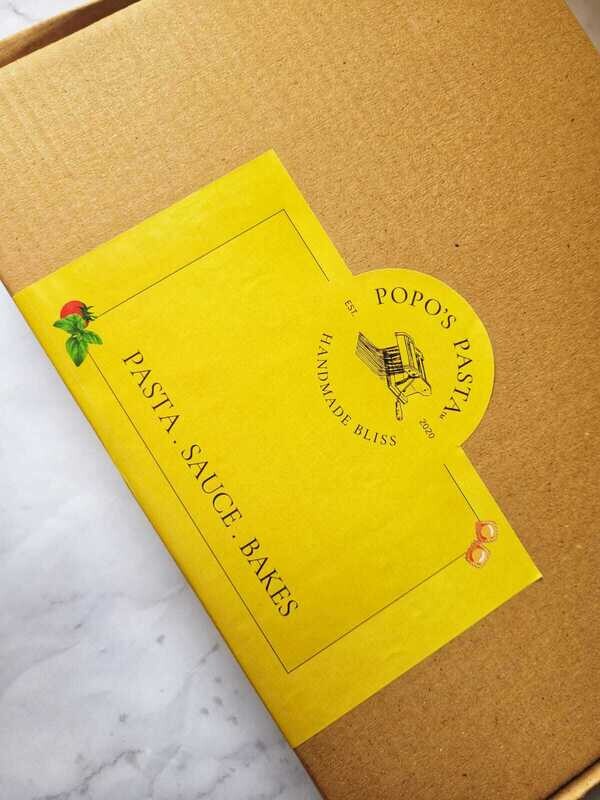 POPO'S PASTA™
EST.
2020
HANDMADE BLISS
PASTA . SAUCE . BAKES